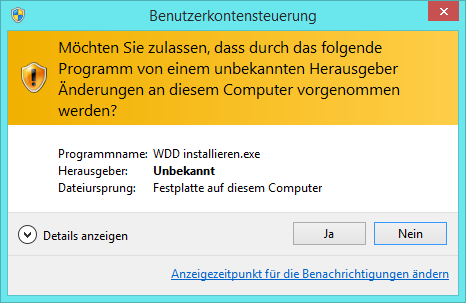 Benutzerkontensteuerung
Möchten Sie zulassen, dass durch das folgende
Programm von einem unbekannten Herausgeber
Änderungen an diesem Computer vorgenommen
werden?
Programmname: WDD installieren.exe
Herausgeber: Unbekannt
Dateiursprung: Festplatte auf diesem Computer
Details anzeigen Ja Nein
Anzeigezeitpunkt für die Benachrichtigungen ändern